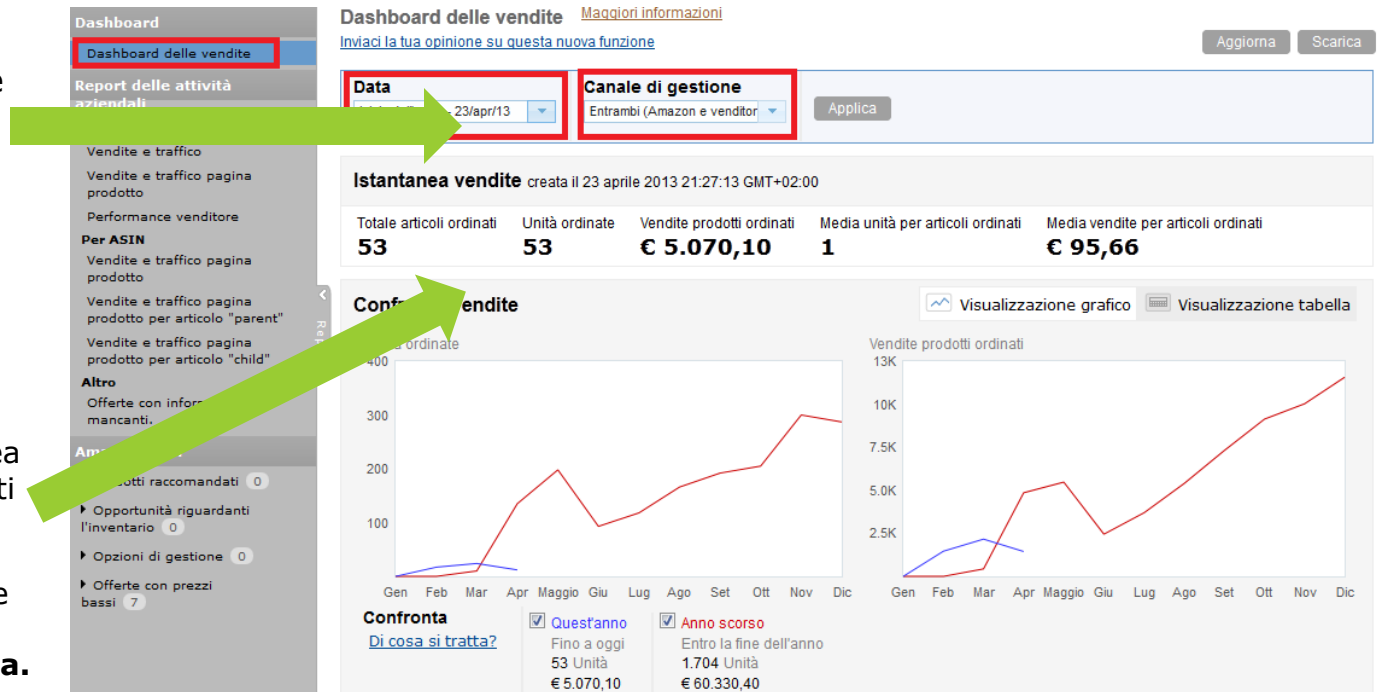 Dashboard
Dashboard delle vendite
Report delle attività
aziendali
Vendite e traffico
Vendite e traffico pagina
prodotto
Performance venditore
Per ASIN
Vendite e traffico pagina
prodotto
Vendite e traffico pagina
prodotto per articolo "parent"
Vendite e traffico pagina
prodotto per articolo "child"
Altro
Offerte con
mancanti.
raccomandati 0
Opportunità riguardanti
l'inventario 0
Opzioni di gestione 0
Offerte con prezzi
bassi 7
e
ti
e
a.
Dashboard delle vendite Maggiori informazioni
Inviaci la tua opinione su questa nuova funzione
Aggiorna Scarica
Data
- 23/apr/13
Canale di gestione
Entrambi (Amazon e venditor
Applica
Istantanea vendite creata il 23 aprile 2013 21:27:13 GMT+02:00
Totale articoli ordinati Unità ordinate Vendite prodotti ordinati Media unità per articoli ordinati Media vendite per articoli ordinati
53 53 € 5.070,10 1 € 95,66
vendite
Visualizzazione grafico Visualizzazione tabella
ordinate
400
300
200
100
Gen Feb Mar Apr Maggio Giu Lug Ago Set Ott Nov Dic
Vendite prodotti ordinati
13K
10K
7.5K
5.0K
2.5K
Gen Feb Mar Apr Maggio Giu Lug Ago Set Ott Nov Dic
Confronta
Di cosa si tratta?
Quest'anno
Fino a oggi
53 Unità
€ 5.070,10
Anno scorso
Entro la fine dell'anno
1.704 Unità
€ 60.330,40